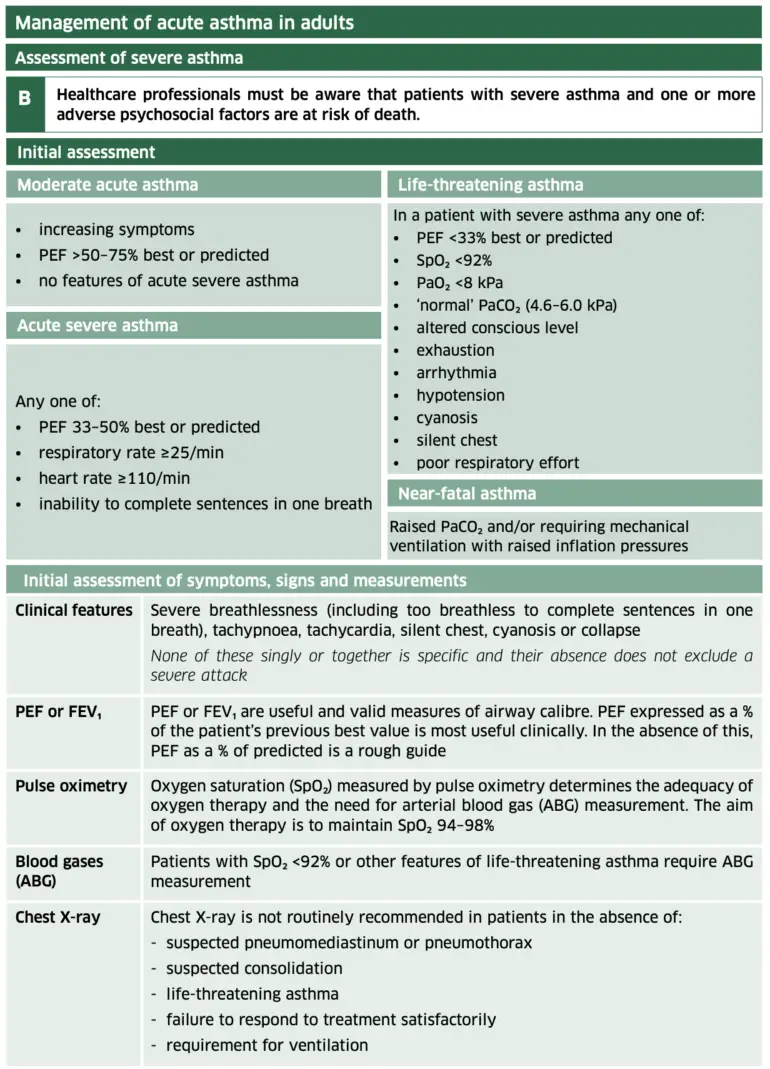 Management of acute asthma in adults
Assessment of severe asthma
B
Healthcare professionals must be aware that patients with severe asthma and one or more
adverse psychosocial factors are at risk of death.
Initial assessment
Moderate acute asthma
• increasing symptoms
• PEF >50–75% best or predicted
• no features of acute severe asthma
Acute severe asthma
Any one of:
• PEF 33–50% best or predicted
• respiratory rate ≥25/min
• heart rate ≥110/min
• inability to complete sentences in one breath
Life-threatening asthma
In a patient with severe asthma any one of:
• PEF <33% best or predicted
• SpO₂ <92%
• PaO₂ <8 kPa
• ‘normal’ PaCO₂ (4.6–6.0 kPa)
• altered conscious level
• exhaustion
• arrhythmia
• hypotension
• cyanosis
• silent chest
• poor respiratory effort
Near-fatal asthma
Raised PaCO₂ and/or requiring mechanical
ventilation with raised inflation pressures
Initial assessment of symptoms, signs and measurements
Clinical features
Severe breathlessness (including too breathless to complete sentences in one
breath), tachypnoea, tachycardia, silent chest, cyanosis or collapse
None of these singly or together is specific and their absence does not exclude a
severe attack
PEF or FEV₁
PEF or FEV₁ are useful and valid measures of airway calibre. PEF expressed as a %
of the patient’s previous best value is most useful clinically. In the absence of this,
PEF as a % of predicted is a rough guide
Pulse oximetry
Oxygen saturation (SpO₂) measured by pulse oximetry determines the adequacy of
oxygen therapy and the need for arterial blood gas (ABG) measurement. The aim
of oxygen therapy is to maintain SpO₂ 94–98%
Blood gases
(ABG)
Patients with SpO₂ <92% or other features of life-threatening asthma require ABG
measurement
Chest X-ray
Chest X-ray is not routinely recommended in patients in the absence of:
- suspected pneumomediastinum or pneumothorax
- suspected consolidation
- life-threatening asthma
- failure to respond to treatment satisfactorily
- requirement for ventilation